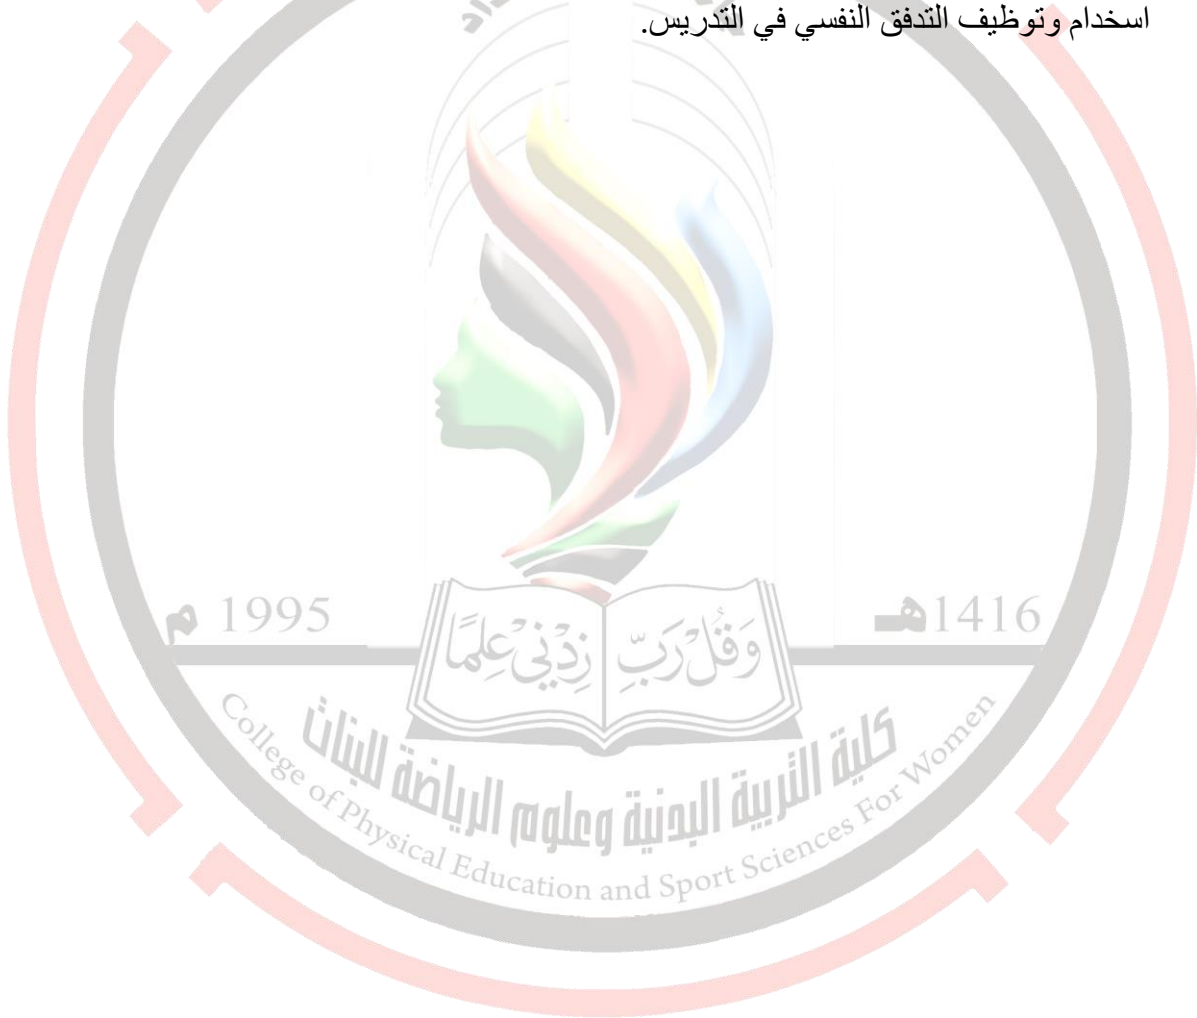 اسخدام وتوظيف التدفق النفسي في التدريس.
1995 م
1416هـ
وَقُلْ رَبِّ
زِدْنِي عِلْمًا
كلية التربية البدنية وعلوم الرياضة للبنات
College of Physical Education and Sport Sciences For Women